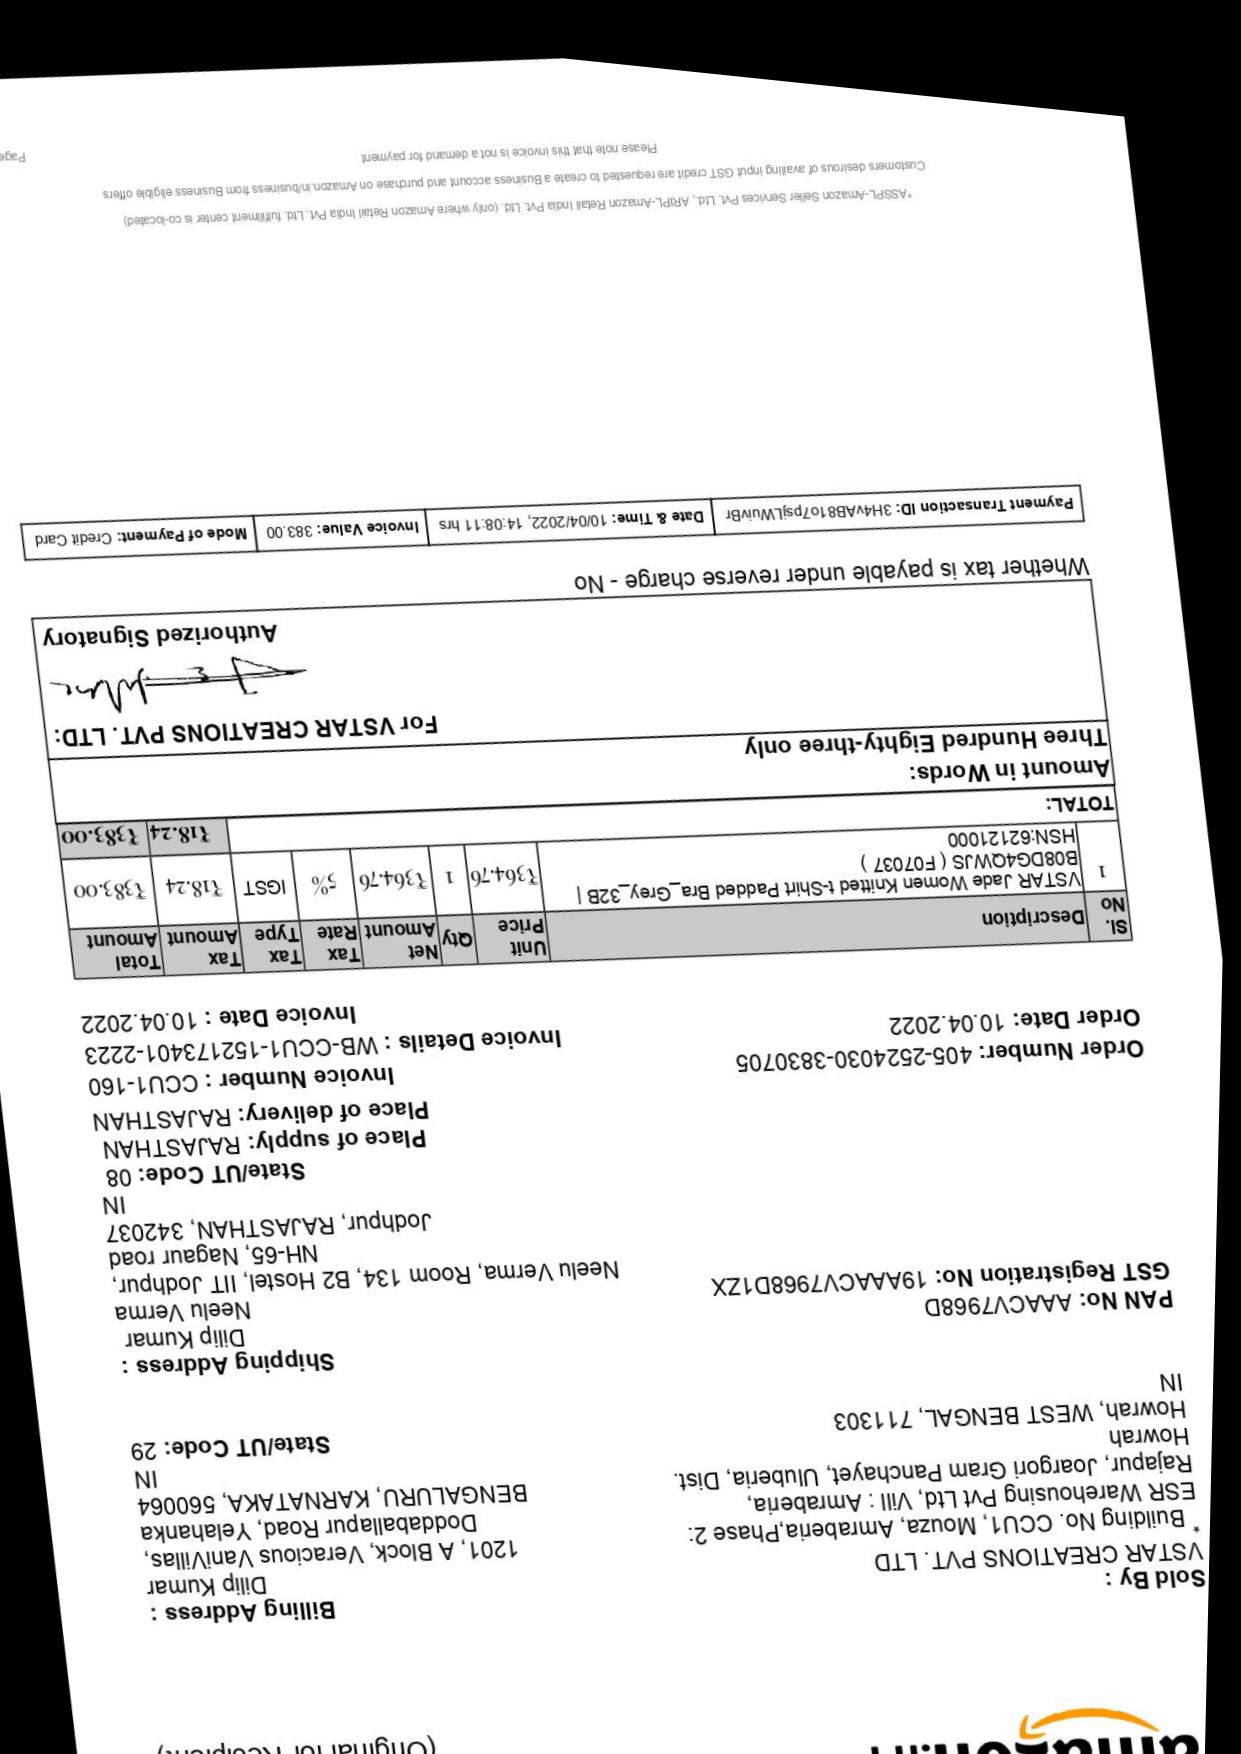 (Original for Recipient)
Sold By :
VSTAR CREATIONS PVT. LTD
* Building No. CCU1, Mouza, Amraberia,Phase 2:
ESR Warehousing Pvt Ltd, Vill : Amraberia,
Rajapur, Joargori Gram Panchayet, Uluberia, Dist.
Howrah
Howrah, WEST BENGAL, 711303
IN
Billing Address :
Dilip Kumar
1201, A Block, Veracious VaniVillas,
Doddaballapur Road, Yelahanka
BENGALURU, KARNATAKA, 560064
IN
State/UT Code: 29
PAN No: AAACV7968D
GST Registration No: 19AAACV7968D1ZX
Shipping Address :
Dilip Kumar
Neelu Verma
Neelu Verma, Room 134, B2 Hostel, IIT Jodhpur,
NH-65, Nagaur road
Jodhpur, RAJASTHAN, 342037
IN
State/UT Code: 08
Place of supply: RAJASTHAN
Place of delivery: RAJASTHAN
Order Number: 405-2524030-3830705
Order Date: 10.04.2022
Invoice Number : CCU1-160
Invoice Details : WB-CCU1-152173401-2223
Invoice Date : 10.04.2022
Sl. No Description Unit Price Qty Net Amount Tax Rate Tax Type Tax Amount Total Amount
1 VSTAR Jade Women Knitted t-Shirt Padded Bra_Grey_32B | ₹364.76 1 ₹364.76 5% IGST ₹18.24 ₹383.00
B08DG4QWJS ( F07037 )
HSN:62121000
TOTAL: ₹18.24 ₹383.00
Amount in Words:
Three Hundred Eighty-three only
For VSTAR CREATIONS PVT. LTD:
Authorized Signatory
Whether tax is payable under reverse charge - No
Payment Transaction ID: 3H4vAB81o7psjLWuivBr Date & Time: 10/04/2022, 14:08:11 hrs Invoice Value: 383.00 Mode of Payment: Credit Card
*ASSPL-Amazon Seller Services Pvt. Ltd., ARIPL-Amazon Retail India Pvt. Ltd. (only where Amazon Retail India Pvt. Ltd. fulfillment center is co-located)
Customers desirous of availing input GST credit are requested to create a Business account and purchase on Amazon.in/business from Business eligible offers
Please note that this invoice is not a demand for payment
Page